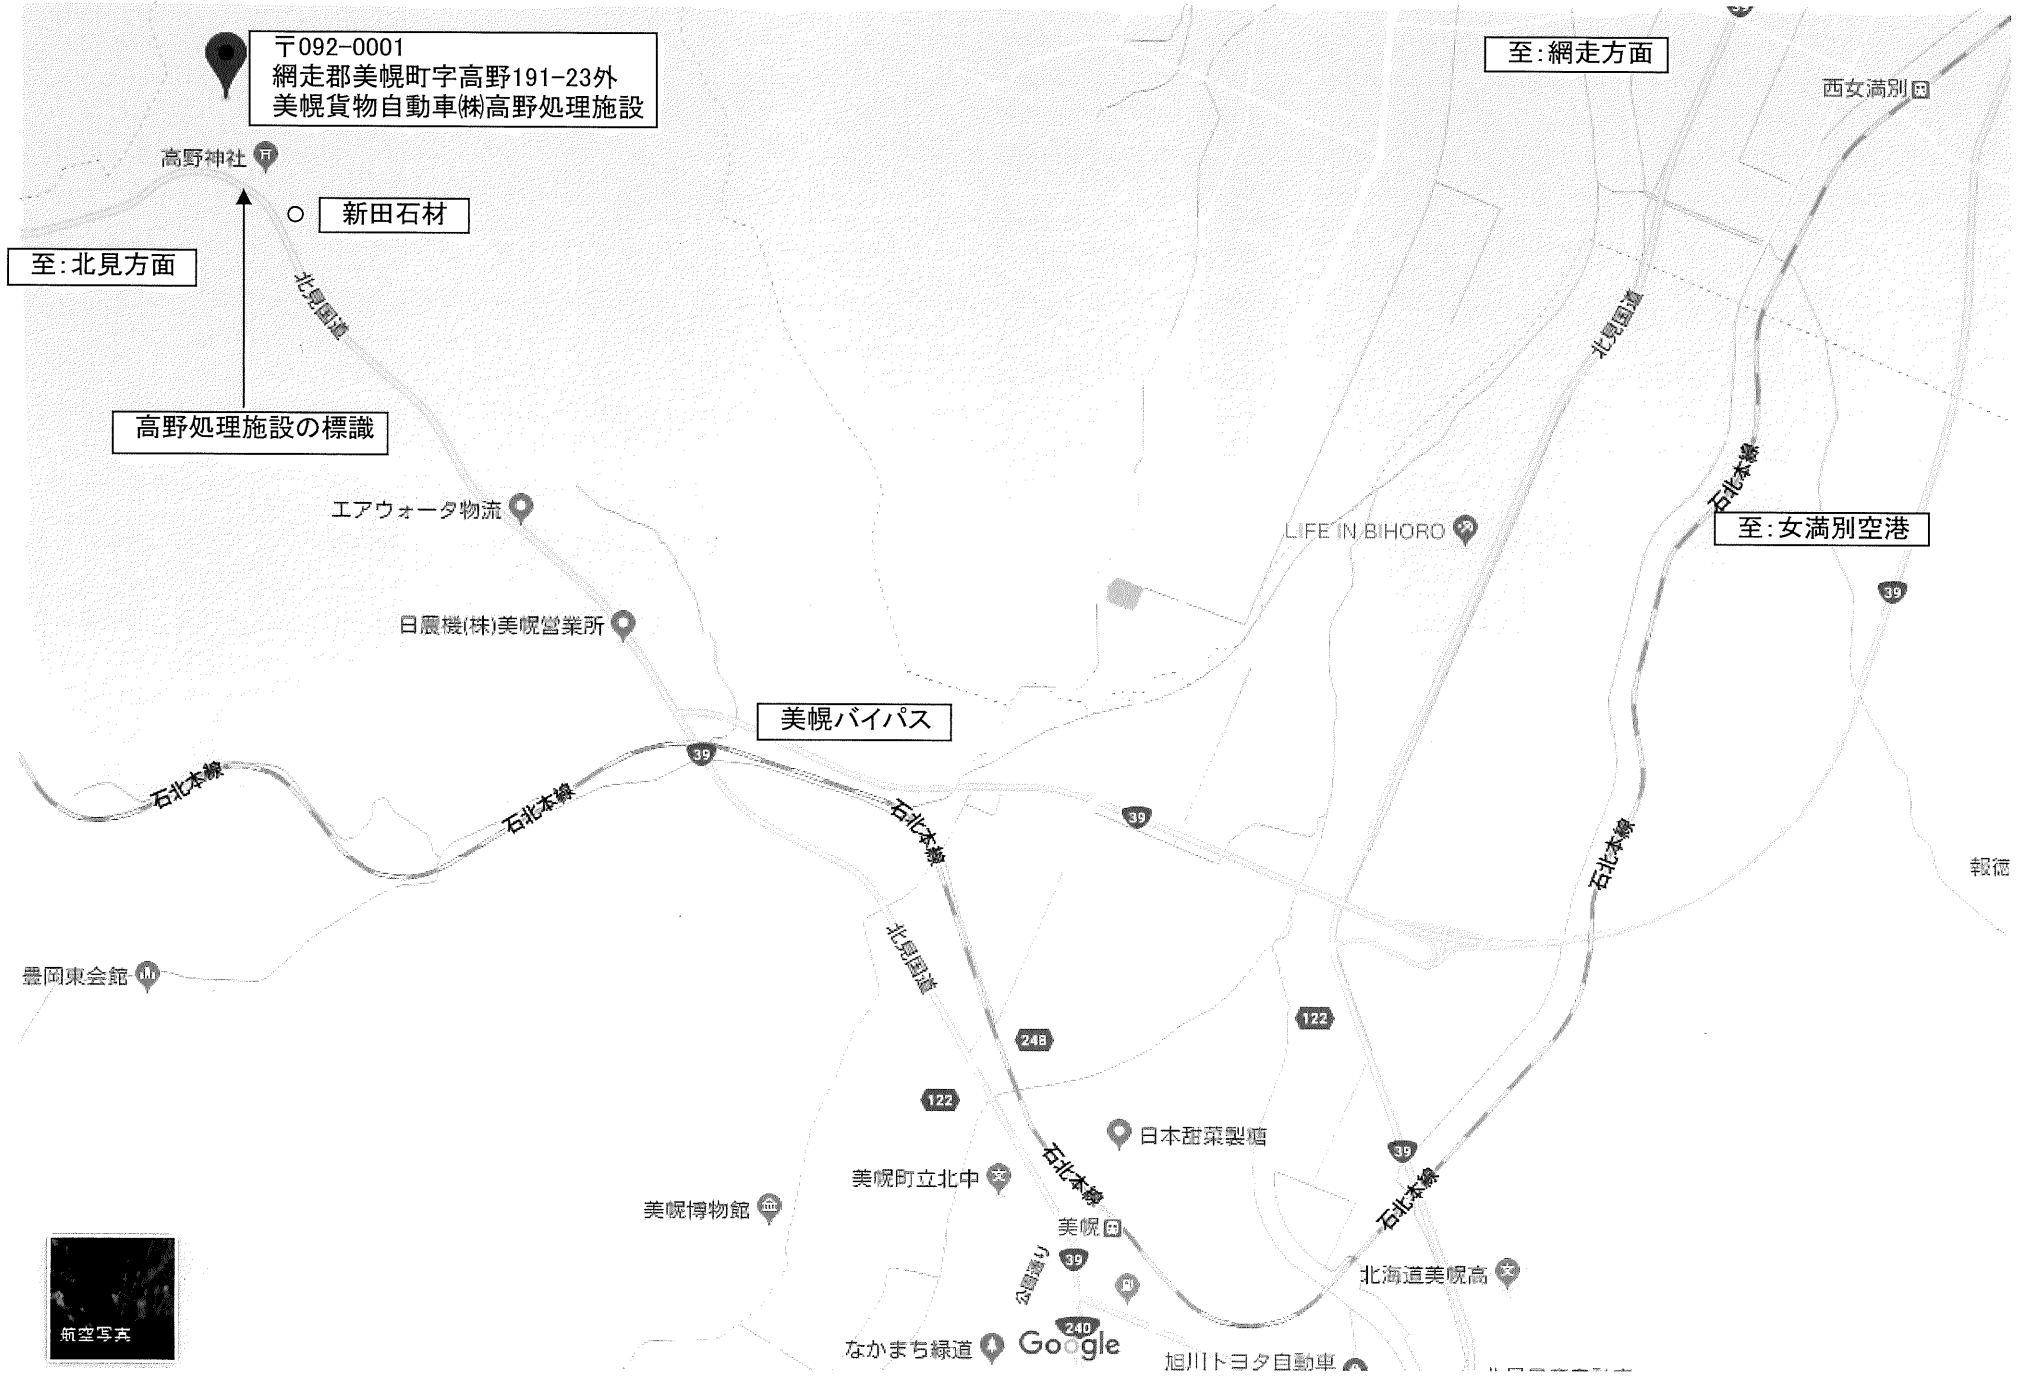 〒092-0001
網走郡美幌町字高野191-23外
美幌貨物自動車㈱高野処理施設
至:網走方面
39
西女満別
高野神社
新田石材
至:北見方面
北見国道
北見国道
高野処理施設の標識
石北本線
エアウォータ物流
LIFE IN BIHORO
至:女満別空港
39
日農機(株)美幌営業所
美幌バイパス
39
石北本線
石北本線
石北本線
39
石北本線
報徳
北見国道
豊岡東会館
122
248
122
日本甜菜製糖
39
石北本線
美幌町立北中
石北本線
美幌博物館
美幌
公園通り
39
北海道美幌高
航空写真
240
なかまち緑道
Google
旭川トヨタ自動車